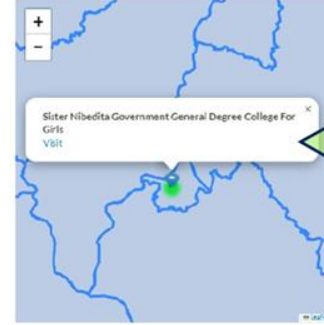 +
−
Sister Nibedita Government General Degree College For
Girls
Visit
×